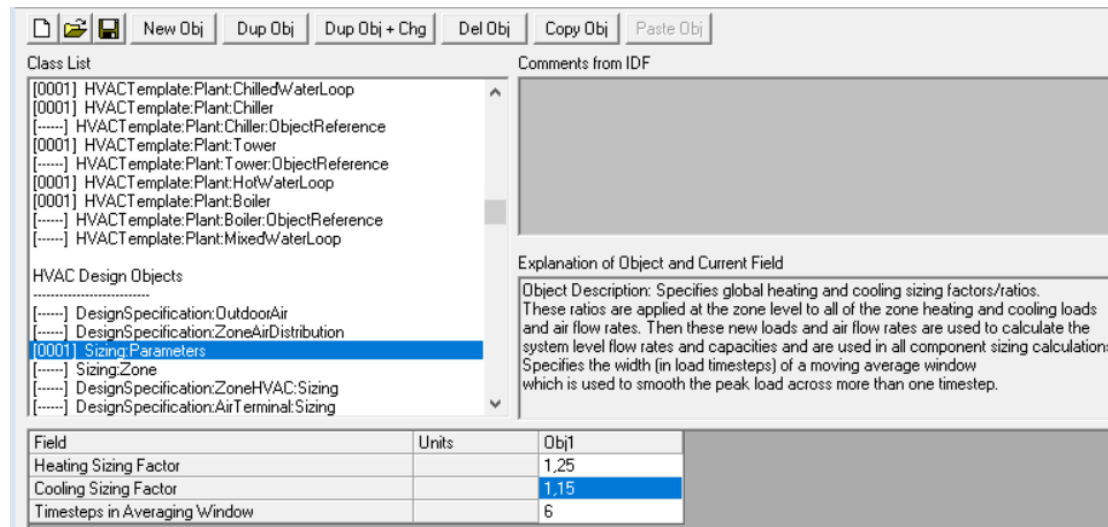 New Obj Dup Obj Dup Obj + Chg Del Obj Copy Obj Paste Obj
Class List
[0001] HVACTemplate:Plant:ChilledWaterLoop
[0001] HVACTemplate:Plant:Chiller
[------] HVACTemplate:Plant:Chiller:ObjectReference
[0001] HVACTemplate:Plant:Tower
[------] HVACTemplate:Plant:Tower:ObjectReference
[0001] HVACTemplate:Plant:HotWaterLoop
[0001] HVACTemplate:Plant:Boiler
[------] HVACTemplate:Plant:Boiler:ObjectReference
[------] HVACTemplate:Plant:MixedWaterLoop
HVAC Design Objects
---------------------------
[------] DesignSpecification:OutdoorAir
[------] DesignSpecification:ZoneAirDistribution
[0001] Sizing:Parameters
[------] Sizing:Zone
[------] DesignSpecification:ZoneHVAC:Sizing
[------] DesignSpecification:AirTerminal:Sizing
Comments from IDF
Explanation of Object and Current Field
Object Description: Specifies global heating and cooling sizing factors/ratios.
These ratios are applied at the zone level to all of the zone heating and cooling loads
and air flow rates. Then these new loads and air flow rates are used to calculate the
system level flow rates and capacities and are used in all component sizing calculations
Specifies the width (in load timesteps) of a moving average window
which is used to smooth the peak load across more than one timestep.
Field Units Obj1
Heating Sizing Factor 1,25
Cooling Sizing Factor 1,15
Timesteps in Averaging Window 6